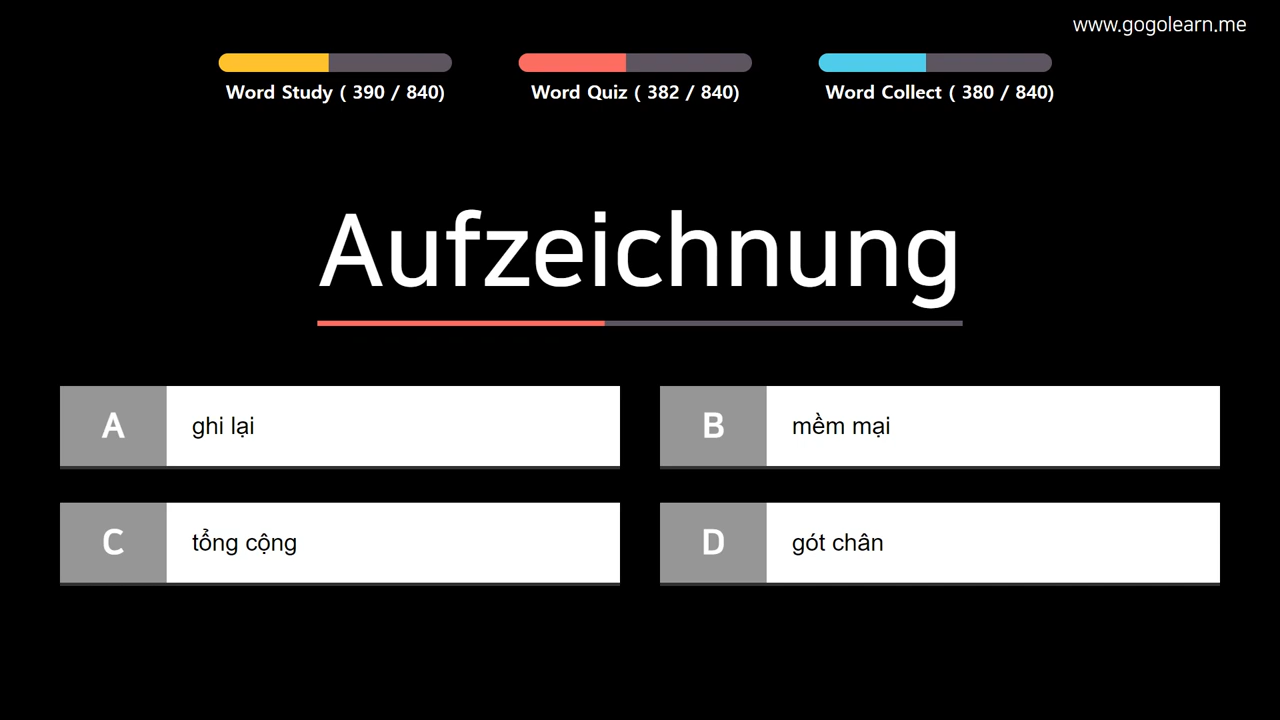 www.gogolearn.me
Word Study ( 390 / 840)
Word Quiz ( 382 / 840)
Word Collect ( 380 / 840)
Aufzeichnung
A ghi lại
B mềm mại
C tổng cộng
D gót chân